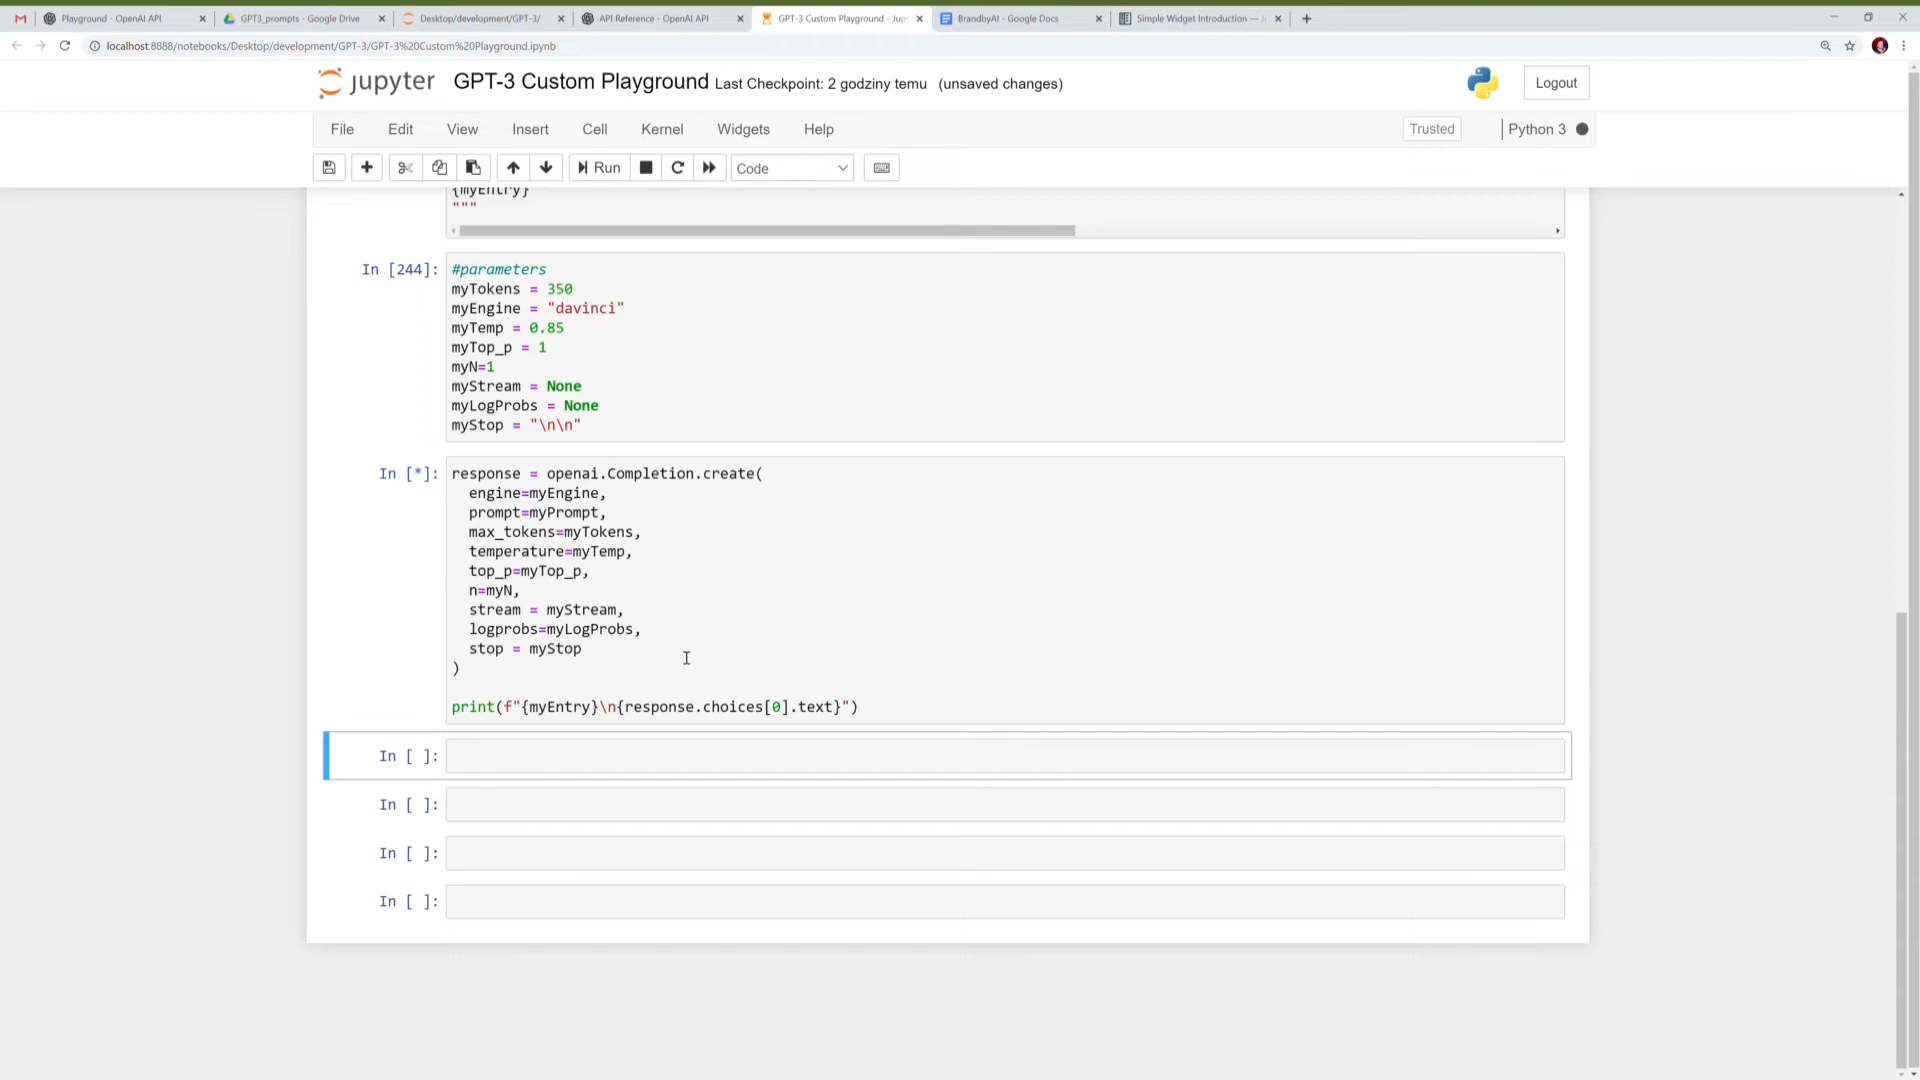 Playground - OpenAI API
GPT3_prompts - Google Drive
Desktop/development/GPT-3/
API Reference - OpenAI API
GPT-3 Custom Playground - Jup
BrandbyAI - Google Docs
Simple Widget Introduction —
localhost:8888/notebooks/Desktop/development/GPT-3/GPT-3%20Custom%20Playground.ipynb
jupyter GPT-3 Custom Playground Last Checkpoint: 2 godziny temu (unsaved changes)
Logout
File Edit View Insert Cell Kernel Widgets Help
Trusted
Python 3
Run
Code
{myEntry}
"""
In [244]:
#parameters
myTokens = 350
myEngine = "davinci"
myTemp = 0.85
myTop_p = 1
myN=1
myStream = None
myLogProbs = None
myStop = "\n\n"
In [*]:
response = openai.Completion.create(
engine=myEngine,
prompt=myPrompt,
max_tokens=myTokens,
temperature=myTemp,
top_p=myTop_p,
n=myN,
stream = myStream,
logprobs=myLogProbs,
stop = myStop
)
print(f"{myEntry}\n{response.choices[0].text}")
In [ ]:
In [ ]:
In [ ]:
In [ ]: